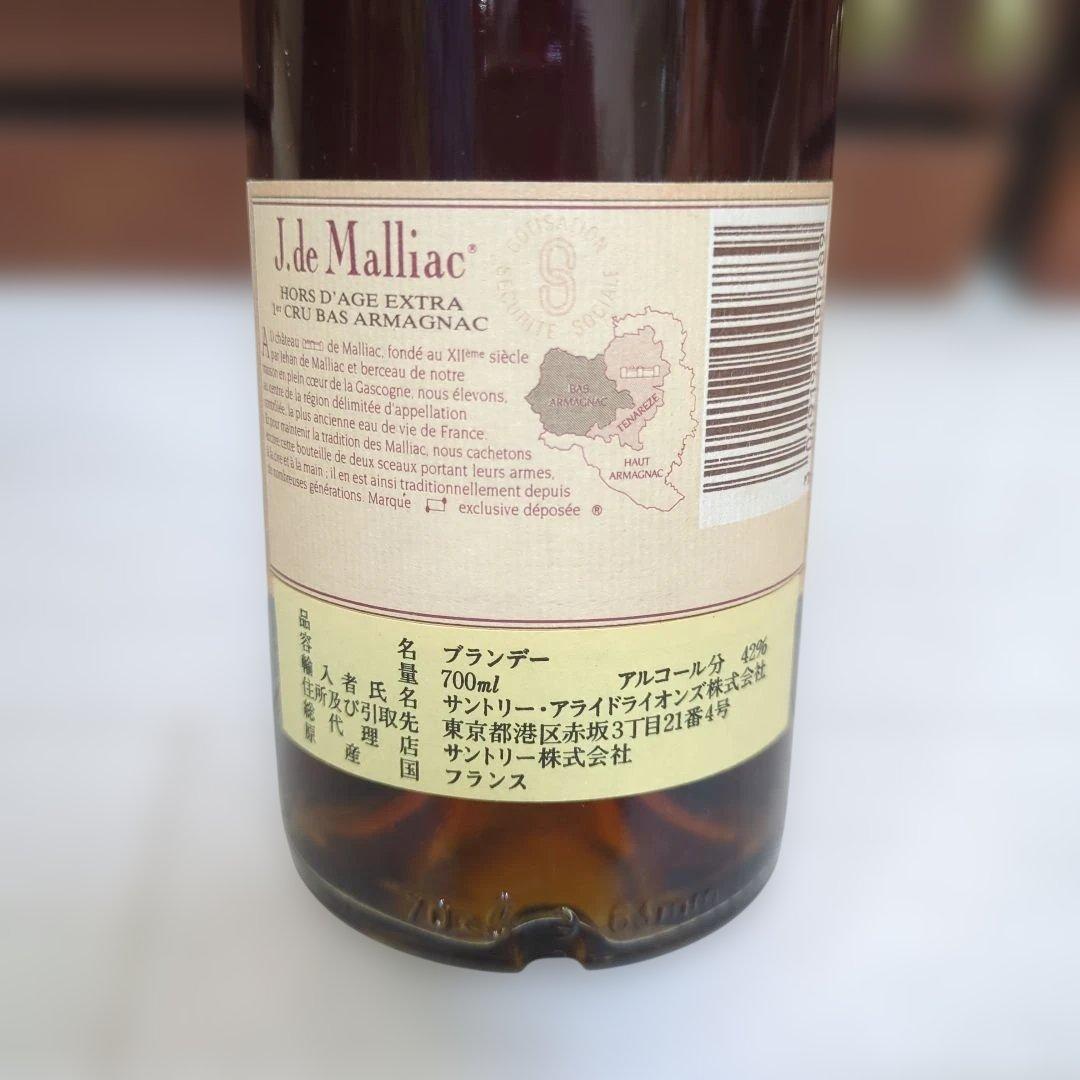 J. de Malliac®
HORS D'AGE EXTRA
1er CRU BAS ARMAGNAC
COTISATION
SÉCURITÉ SOCIALE
SS
Au château de Malliac, fondé au XIIème siècle
par Jehan de Malliac et berceau de notre
en plein cœur de la Gascogne, nous élevons,
au centre de la région délimitée d'appellation
la plus ancienne eau de vie de France.
pour maintenir la tradition des Malliac, nous cachetons
encore cette bouteille de deux sceaux portant leurs armes,
à la cire et à la main ; il en est ainsi traditionnellement depuis
de nombreuses générations. Marque exclusive déposée ®
BAS
ARMAGNAC
TENAREZE
HAUT
ARMAGNAC
品名 ブランデー
容量 700ml アルコール分 42%
輸入者氏名 サントリー・アライドライオンズ株式会社
住所及び引取先 東京都港区赤坂3丁目21番4号
総代理店 サントリー株式会社
原産国 フランス
63mm